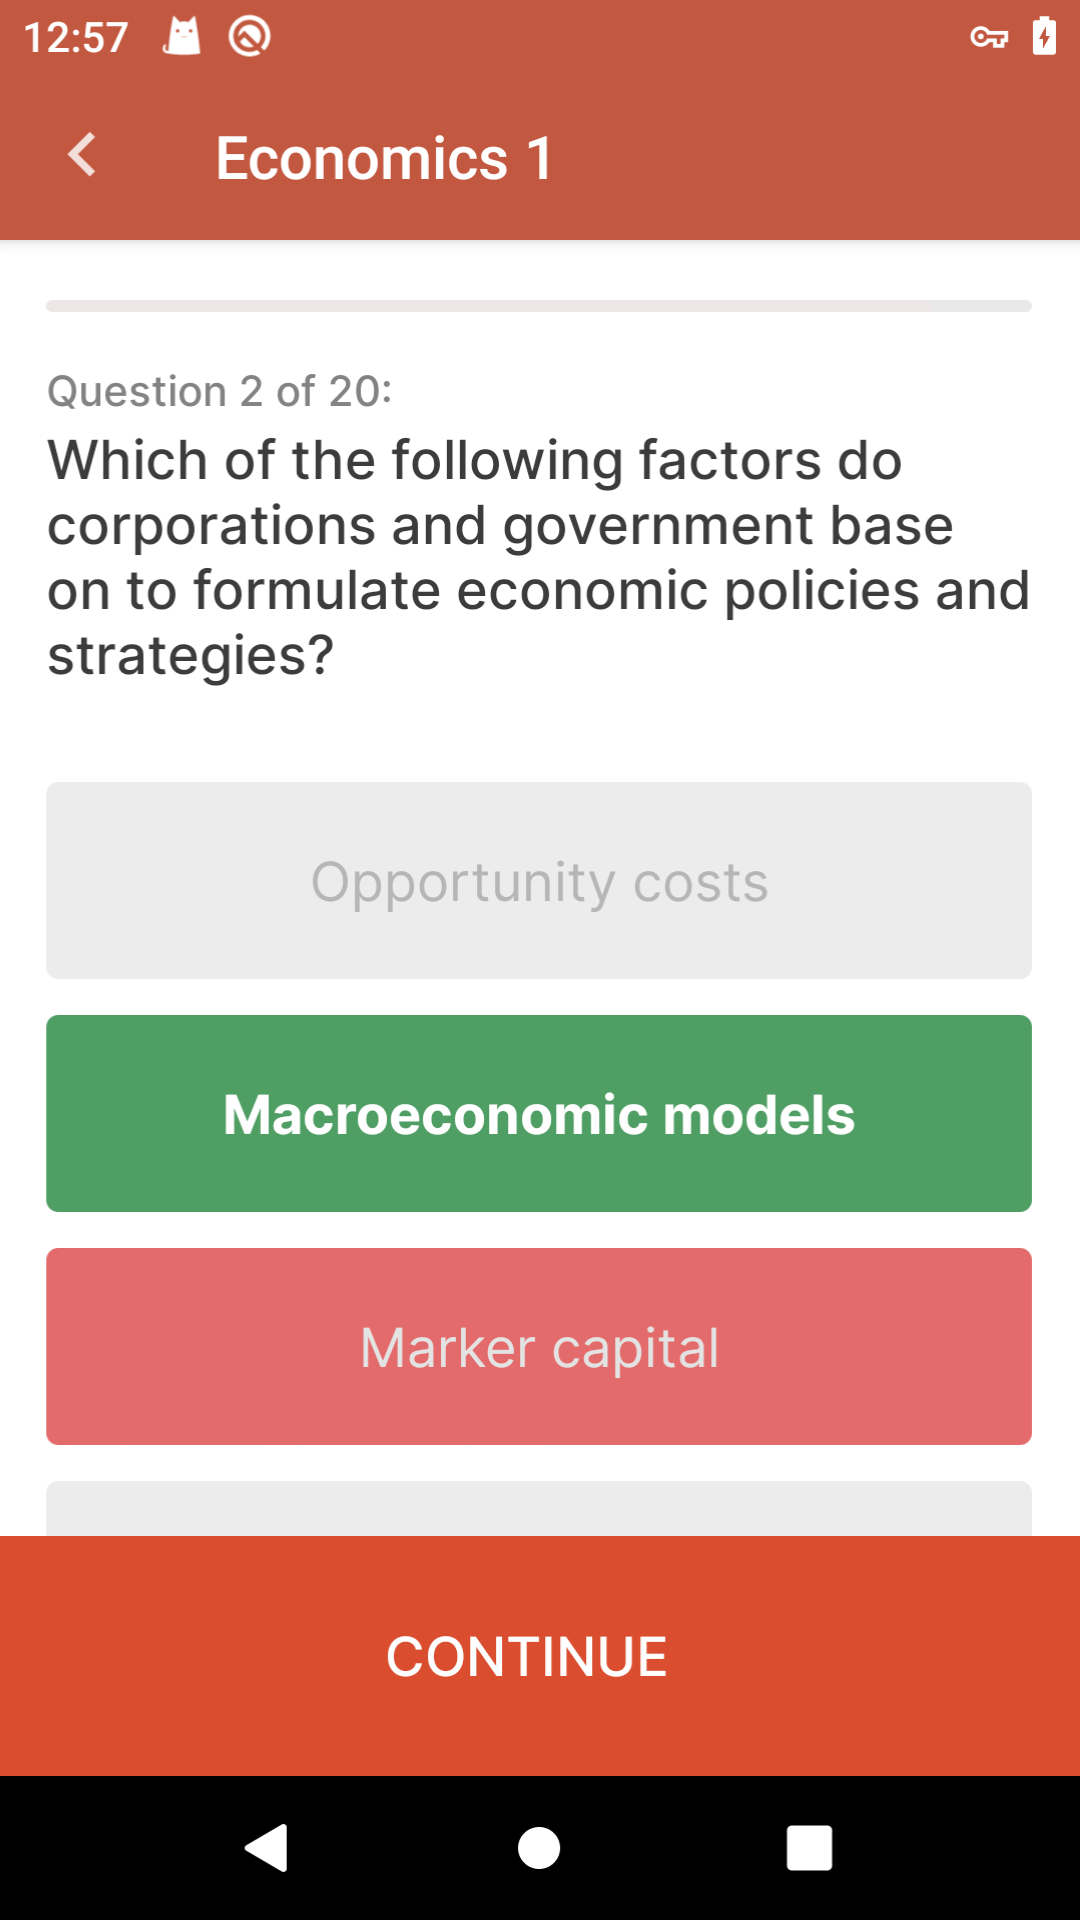 12:57
Economics 1
Question 2 of 20:
Which of the following factors do
corporations and government base
on to formulate economic policies and
strategies?
Opportunity costs
Macroeconomic models
Marker capital
CONTINUE